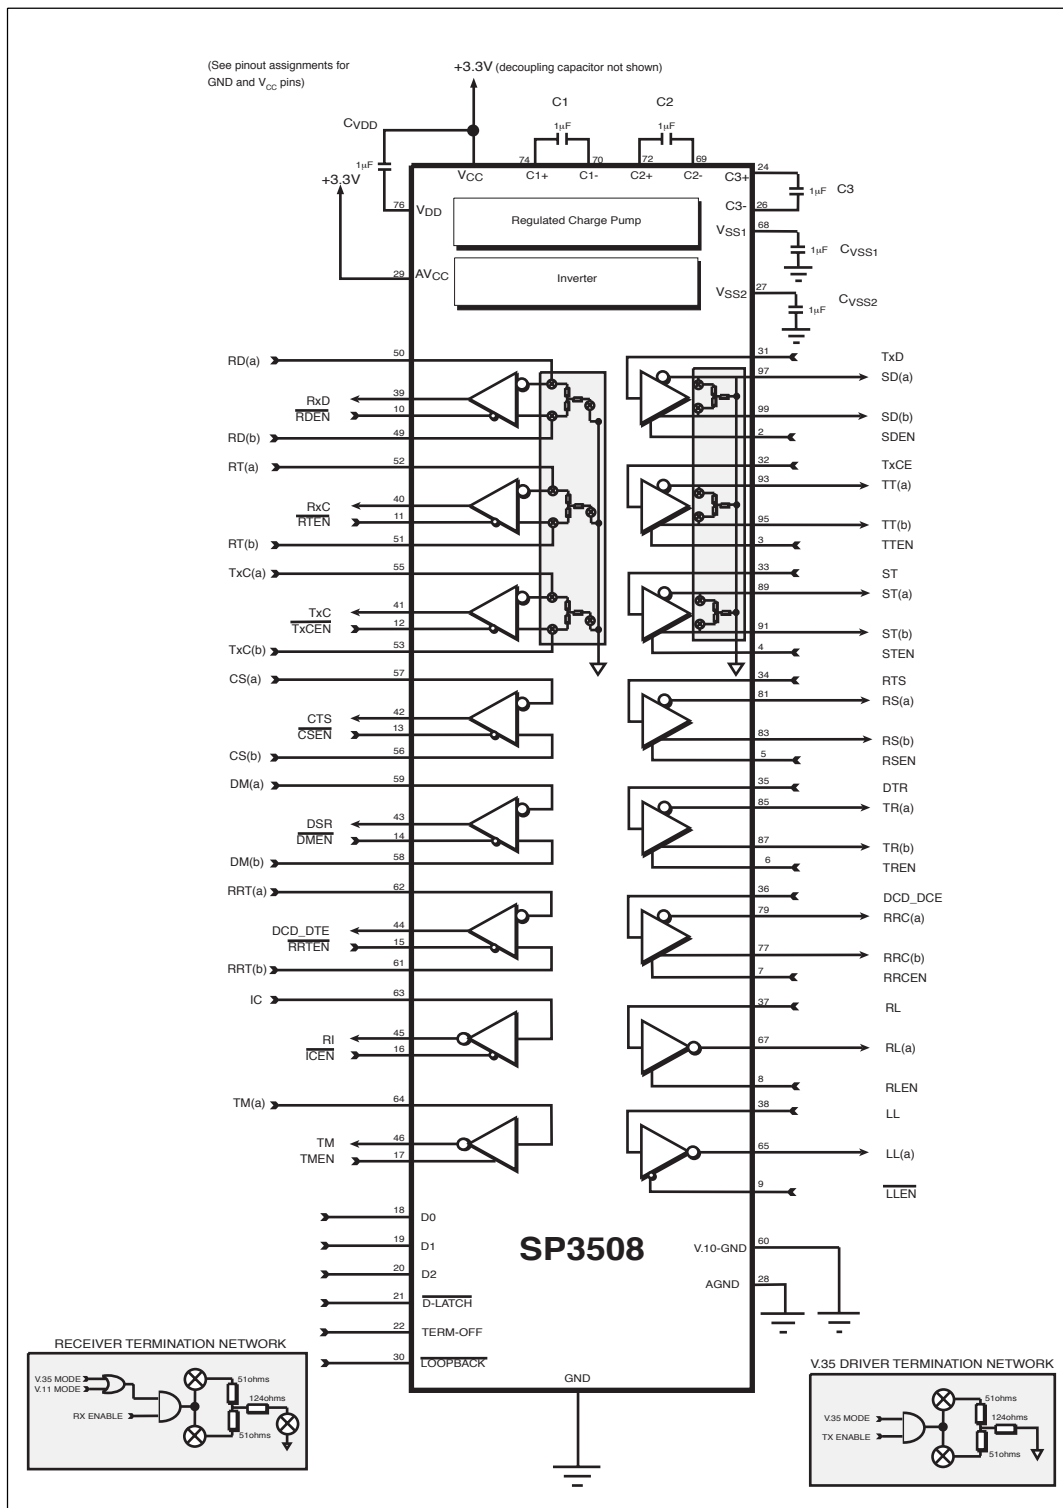 (See pinout assignments for
GND and VCC pins)
+3.3V (decoupling capacitor not shown)
CVDD
1µF
+3.3V
C1
1µF
C2
1µF
74
70
72
69
VCC
C1+
C1-
C2+
C2-
24
C3+
1µF
C3
C3-
26
76
VDD
Regulated Charge Pump
68
VSS1
1µF
CVSS1
29
AVCC
Inverter
27
VSS2
1µF
CVSS2
RD(a)
50
RxD
39
RDEN
10
RD(b)
49
RT(a)
52
RxC
40
RTEN
11
RT(b)
51
TxC(a)
55
TxC
41
TxCEN
12
TxC(b)
53
CS(a)
57
CTS
42
CSEN
13
CS(b)
56
DM(a)
59
DSR
43
DMEN
14
DM(b)
58
RRT(a)
62
DCD_DTE
44
RRTEN
15
RRT(b)
61
IC
63
RI
45
ICEN
16
TM(a)
64
TM
46
TMEN
17
31
TxD
97
SD(a)
99
SD(b)
2
SDEN
32
TxCE
93
TT(a)
95
TT(b)
3
TTEN
33
ST
89
ST(a)
91
ST(b)
4
STEN
34
RTS
81
RS(a)
83
RS(b)
5
RSEN
35
DTR
85
TR(a)
87
TR(b)
6
TREN
36
DCD_DCE
79
RRC(a)
77
RRC(b)
7
RRCEN
37
RL
67
RL(a)
8
RLEN
38
LL
65
LL(a)
9
LLEN
18
D0
19
D1
20
D2
21
D-LATCH
22
TERM-OFF
30
LOOPBACK
SP3508
V.10-GND
60
AGND
28
GND
RECEIVER TERMINATION NETWORK
V.35 MODE
V.11 MODE
RX ENABLE
51ohms
124ohms
51ohms
V.35 DRIVER TERMINATION NETWORK
V.35 MODE
TX ENABLE
51ohms
124ohms
51ohms